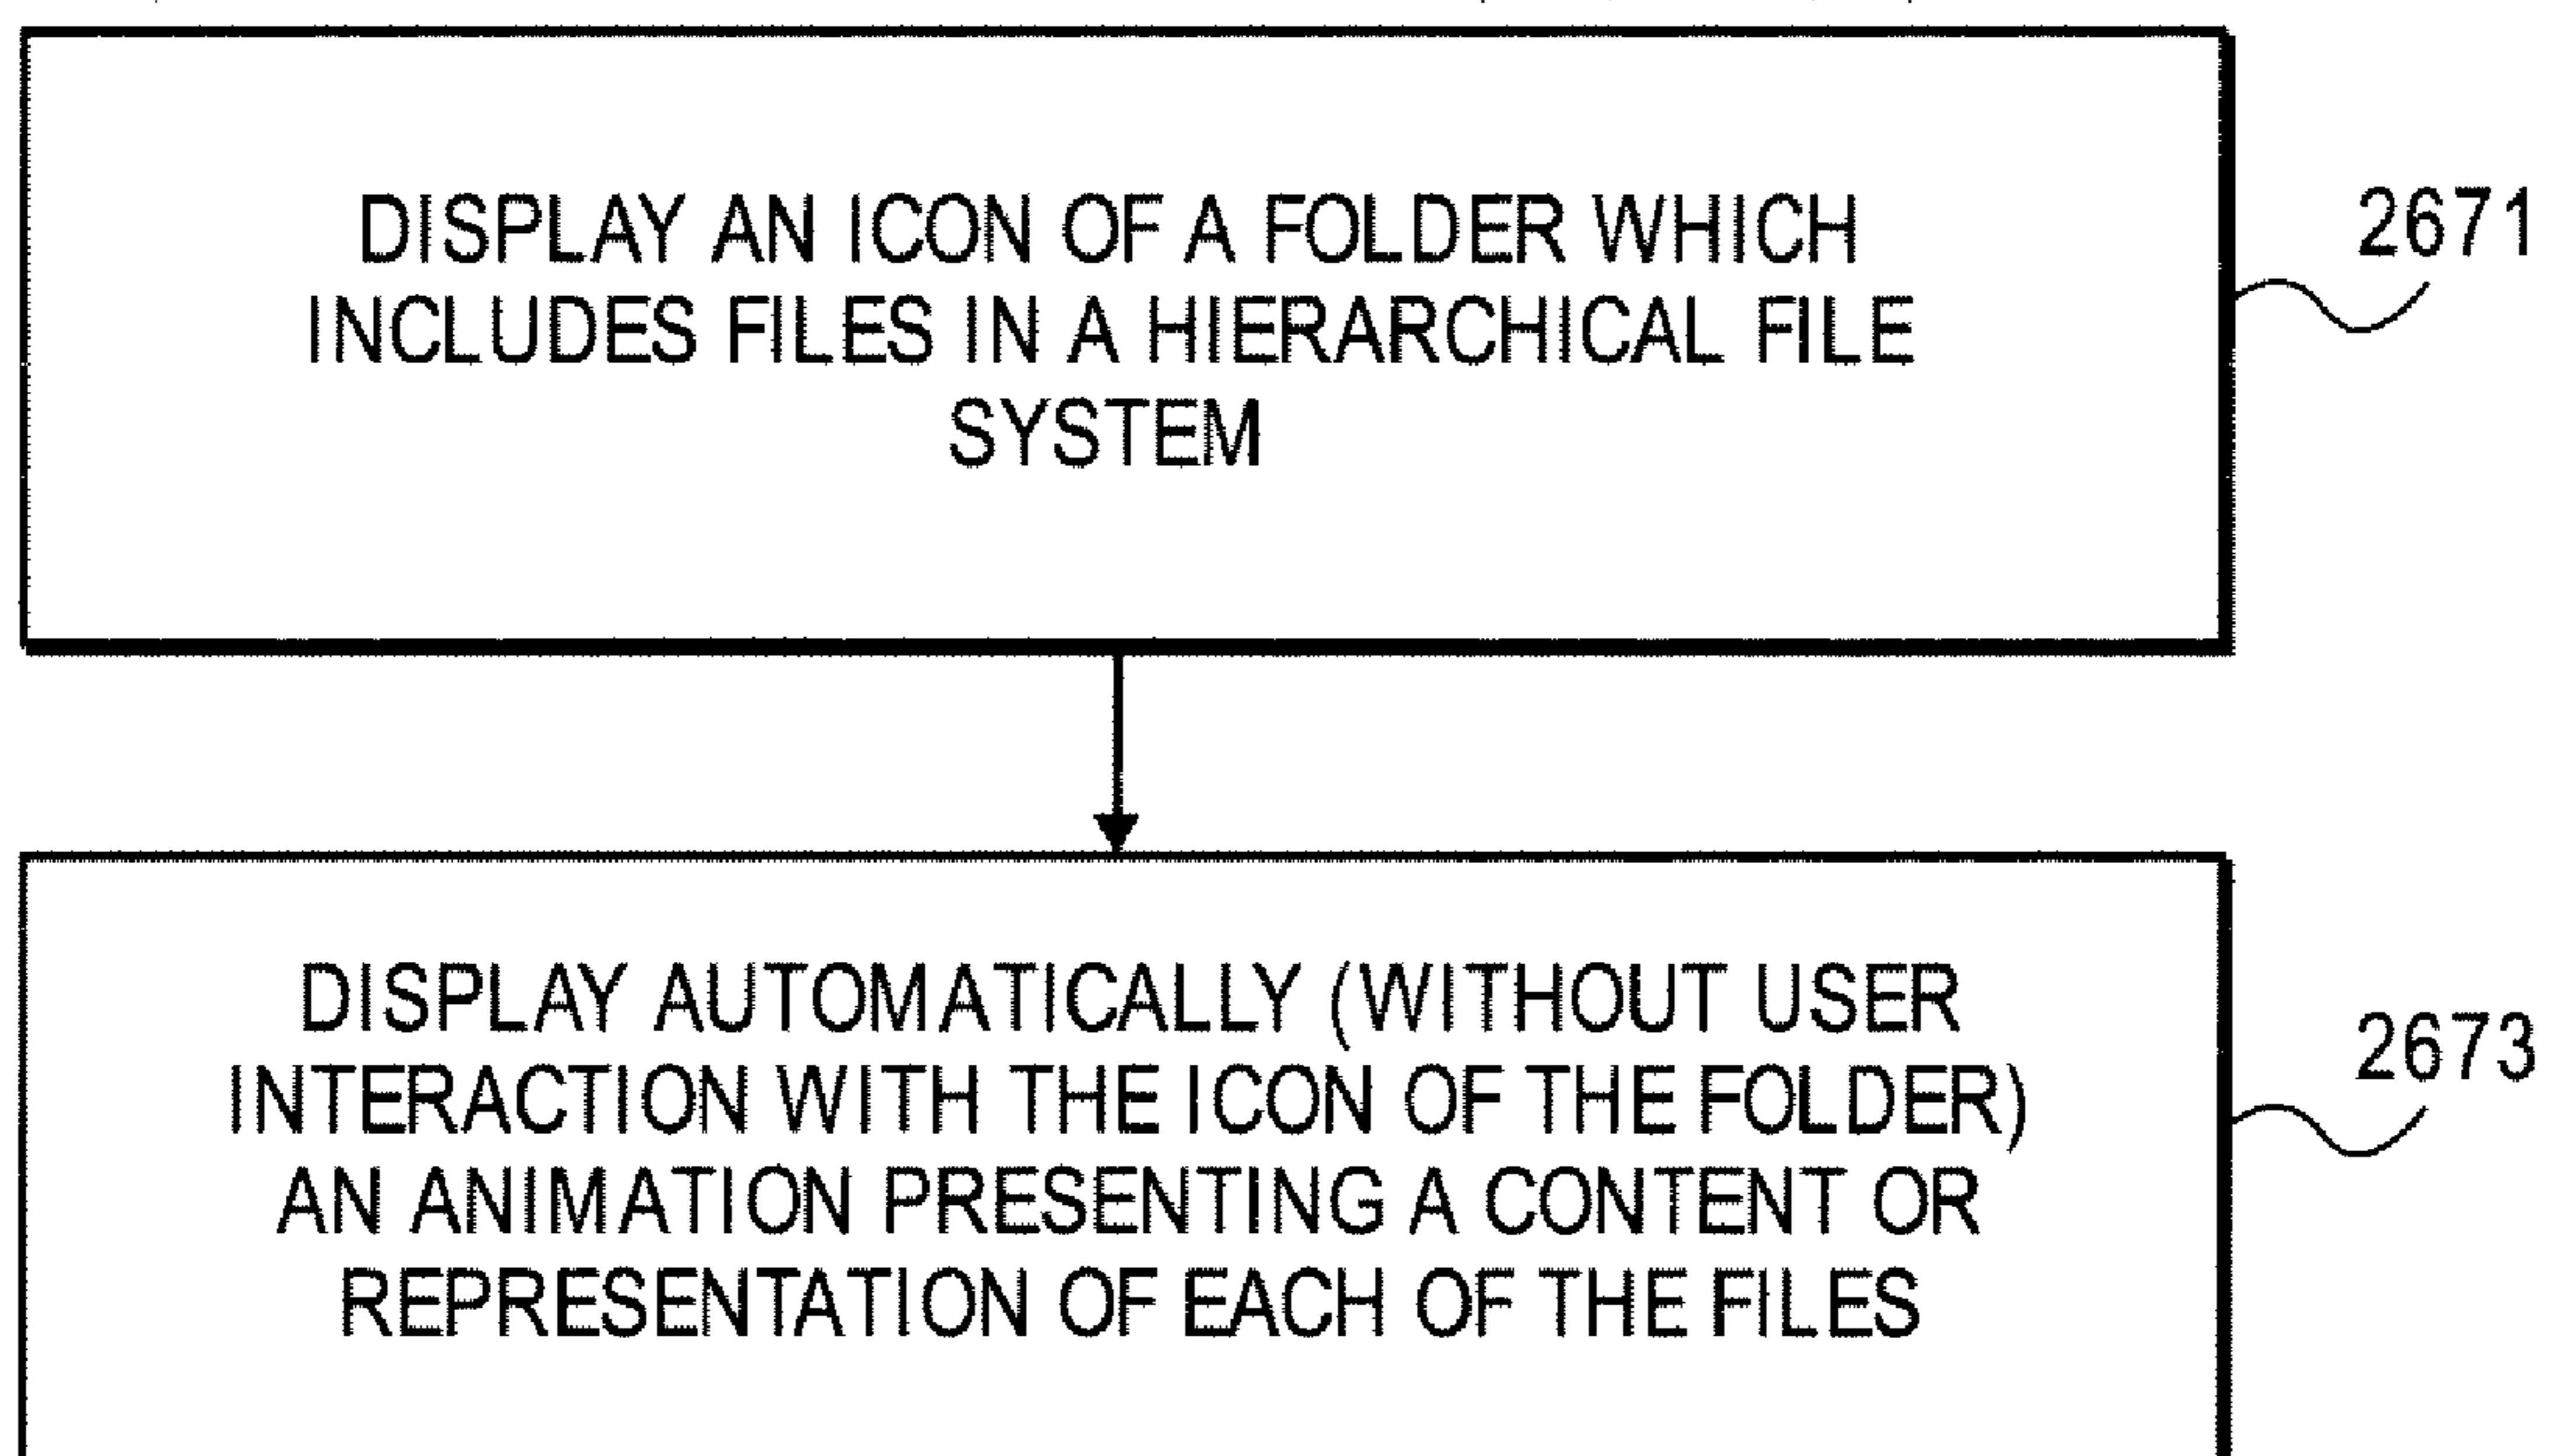 DISPLAY AN ICON OF A FOLDER WHICH
INCLUDES FILES IN A HIERARCHICAL FILE
SYSTEM
2671
DISPLAY AUTOMATICALLY (WITHOUT USER
INTERACTION WITH THE ICON OF THE FOLDER)
AN ANIMATION PRESENTING A CONTENT OR
REPRESENTATION OF EACH OF THE FILES
2673